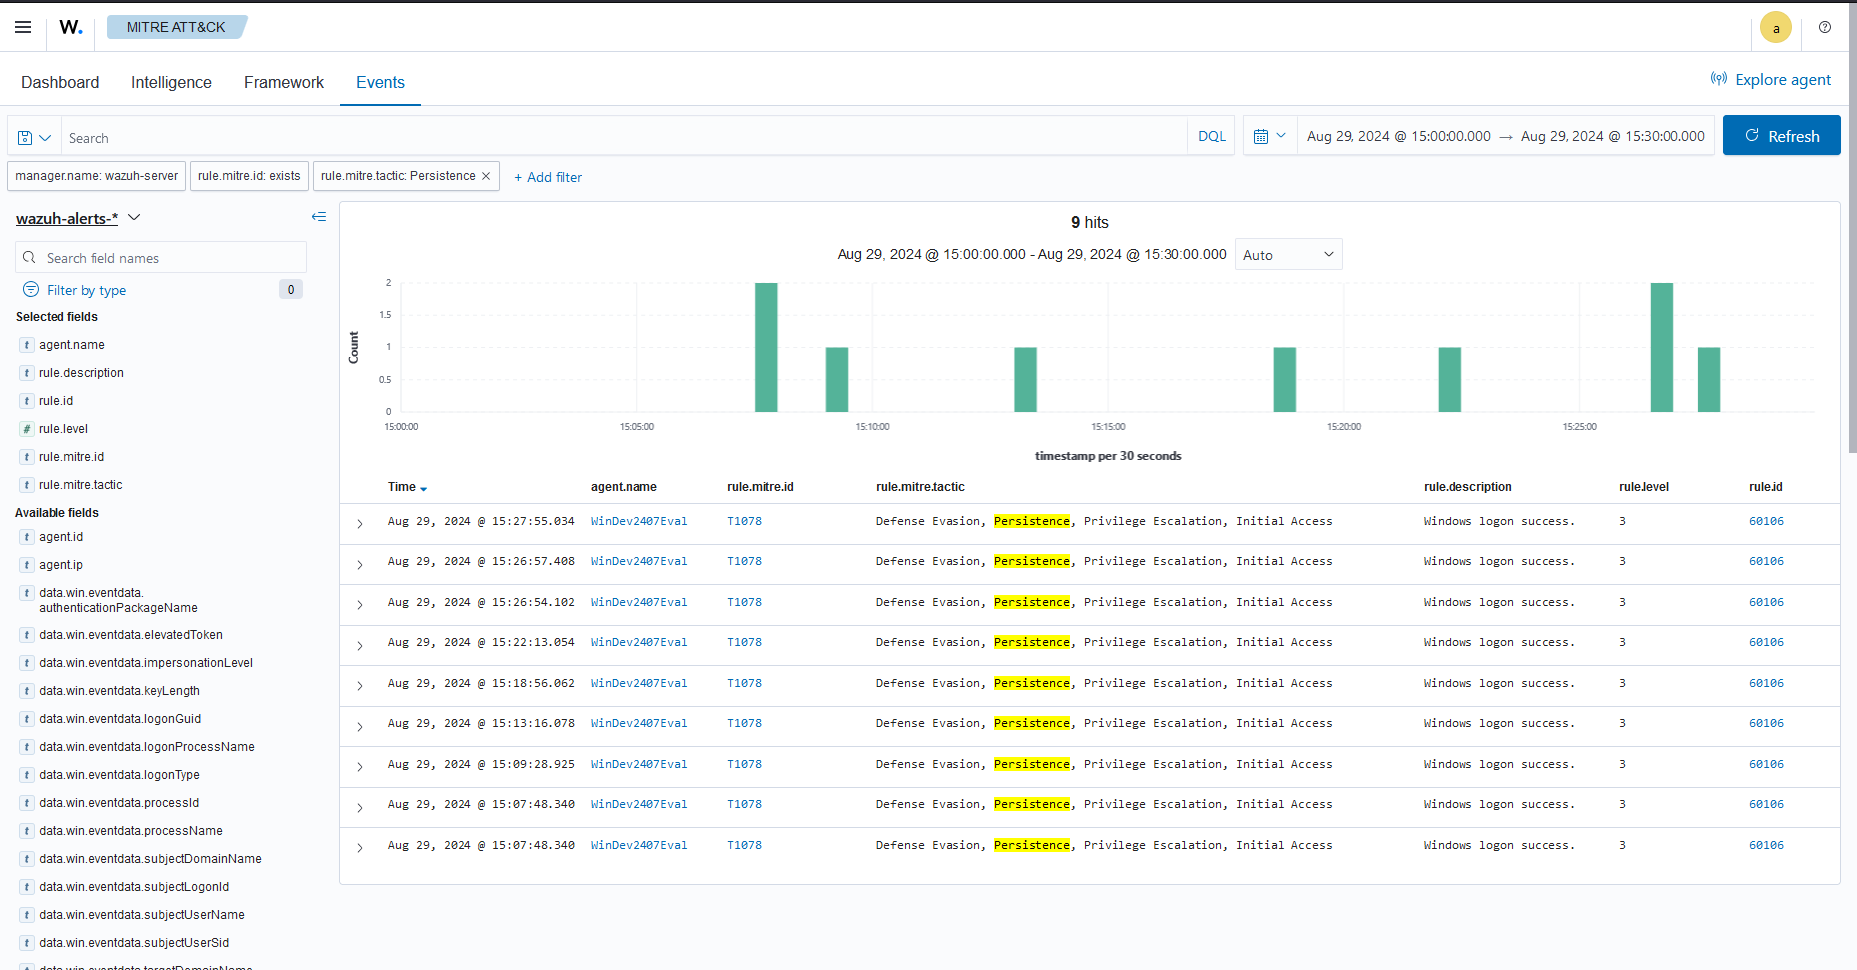 W. MITRE ATT&CK a
Dashboard Intelligence Framework Events Explore agent
Search DQL Aug 29, 2024 @ 15:00:00.000 → Aug 29, 2024 @ 15:30:00.000 Refresh
manager.name: wazuh-server rule.mitre.id: exists rule.mitre.tactic: Persistence × + Add filter
wazuh-alerts-*
Search field names
Filter by type 0
Selected fields
t agent.name
t rule.description
t rule.id
# rule.level
t rule.mitre.id
t rule.mitre.tactic
Available fields
t agent.id
t agent.ip
t data.win.eventdata.
authenticationPackageName
t data.win.eventdata.elevatedToken
t data.win.eventdata.impersonationLevel
t data.win.eventdata.keyLength
t data.win.eventdata.logonGuid
t data.win.eventdata.logonProcessName
t data.win.eventdata.logonType
t data.win.eventdata.processId
t data.win.eventdata.processName
t data.win.eventdata.subjectDomainName
t data.win.eventdata.subjectLogonId
t data.win.eventdata.subjectUserName
t data.win.eventdata.subjectUserSid
t data.win.eventdata.targetDomainName
9 hits
Aug 29, 2024 @ 15:00:00.000 - Aug 29, 2024 @ 15:30:00.000 Auto
Count
2
1.5
1
0.5
0
15:00:00 15:05:00 15:10:00 15:15:00 15:20:00 15:25:00
timestamp per 30 seconds
Time agent.name rule.mitre.id rule.mitre.tactic rule.description rule.level rule.id
Aug 29, 2024 @ 15:27:55.034 WinDev2407Eval T1078 Defense Evasion, Persistence, Privilege Escalation, Initial Access Windows logon success. 3 60106
Aug 29, 2024 @ 15:26:57.408 WinDev2407Eval T1078 Defense Evasion, Persistence, Privilege Escalation, Initial Access Windows logon success. 3 60106
Aug 29, 2024 @ 15:26:54.102 WinDev2407Eval T1078 Defense Evasion, Persistence, Privilege Escalation, Initial Access Windows logon success. 3 60106
Aug 29, 2024 @ 15:22:13.054 WinDev2407Eval T1078 Defense Evasion, Persistence, Privilege Escalation, Initial Access Windows logon success. 3 60106
Aug 29, 2024 @ 15:18:56.062 WinDev2407Eval T1078 Defense Evasion, Persistence, Privilege Escalation, Initial Access Windows logon success. 3 60106
Aug 29, 2024 @ 15:13:16.078 WinDev2407Eval T1078 Defense Evasion, Persistence, Privilege Escalation, Initial Access Windows logon success. 3 60106
Aug 29, 2024 @ 15:09:28.925 WinDev2407Eval T1078 Defense Evasion, Persistence, Privilege Escalation, Initial Access Windows logon success. 3 60106
Aug 29, 2024 @ 15:07:48.340 WinDev2407Eval T1078 Defense Evasion, Persistence, Privilege Escalation, Initial Access Windows logon success. 3 60106
Aug 29, 2024 @ 15:07:48.340 WinDev2407Eval T1078 Defense Evasion, Persistence, Privilege Escalation, Initial Access Windows logon success. 3 60106